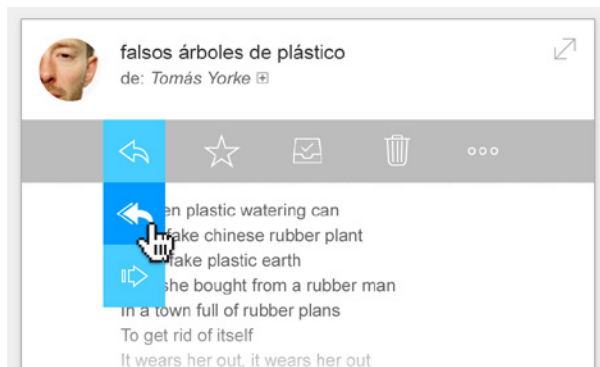 falsos árboles de plástico
de: Tomás Yorke
en plastic watering can
fake chinese rubber plant
fake plastic earth
she bought from a rubber man
In a town full of rubber plans
To get rid of itself
It wears her out, it wears her out